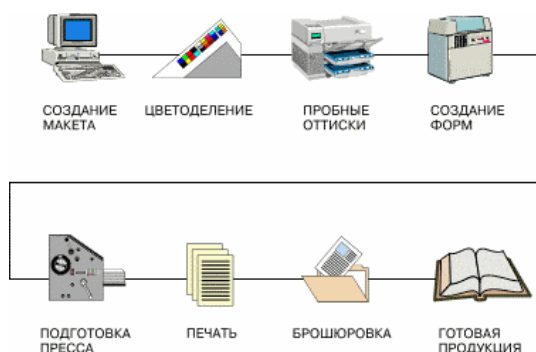 СОЗДАНИЕ
МАКЕТА
ЦВЕТОДЕЛЕНИЕ
ПРОБНЫЕ
ОТТИСКИ
СОЗДАНИЕ
ФОРМ
ПОДГОТОВКА
ПРЕССА
ПЕЧАТЬ
БРОШЮРОВКА
ГОТОВАЯ
ПРОДУКЦИЯ